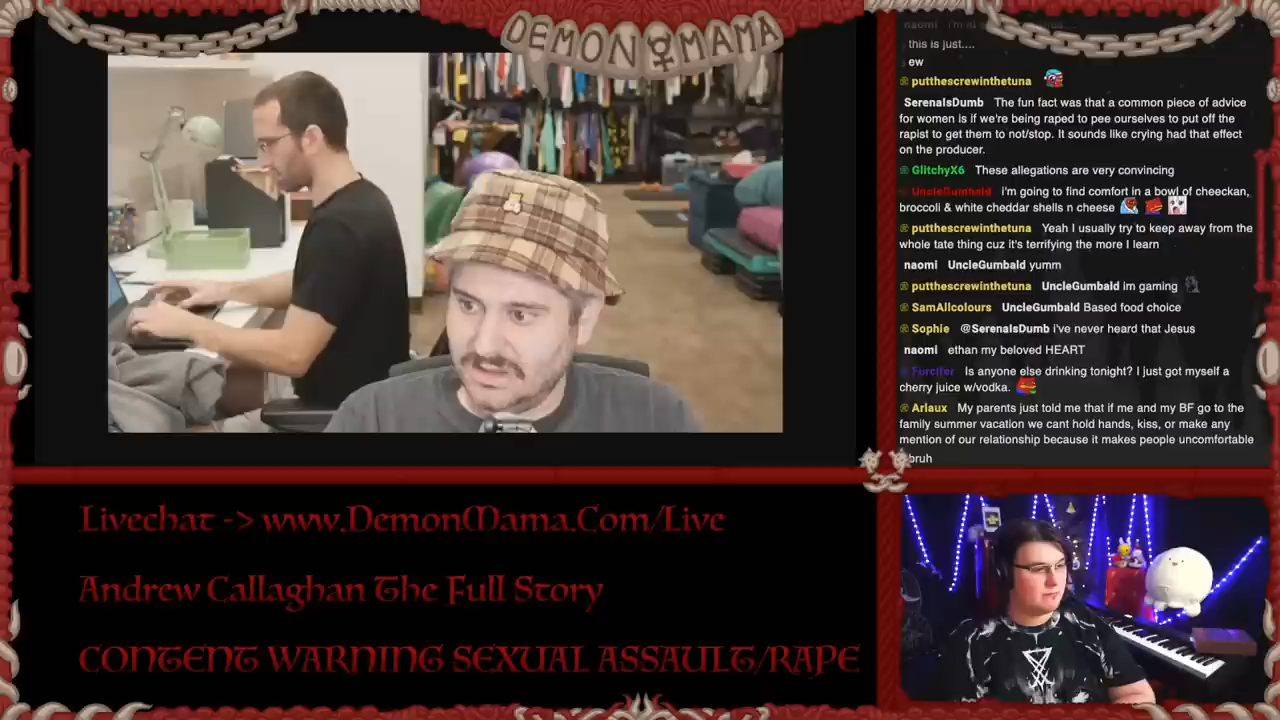 DEMON MAMA
naomi
this is just....
ew
putthescrewinthetuna
SerenaIsDumb The fun fact was that a common piece of advice
for women is if we're being raped to pee ourselves to put off the
rapist to get them to not/stop. It sounds like crying had that effect
on the producer.
GlitchyX6 These allegations are very convincing
UncleGumbald i'm going to find comfort in a bowl of cheeckan,
broccoli & white cheddar shells n cheese
putthescrewinthetuna Yeah I usually try to keep away from the
whole tate thing cuz it's terrifying the more I learn
naomi UncleGumbald yumm
putthescrewinthetuna UncleGumbald im gaming
SamAllcolours UncleGumbald Based food choice
Sophie @SerenaIsDumb i've never heard that Jesus
naomi ethan my beloved HEART
Furcifer Is anyone else drinking tonight? I just got myself a
cherry juice w/vodka.
Arlaux My parents just told me that if me and my BF go to the
family summer vacation we cant hold hands, kiss, or make any
mention of our relationship because it makes people uncomfortable
bruh
Livechat -> www.DemonMama.Com/Live
Andrew Callaghan The Full Story
CONTENT WARNING SEXUAL ASSAULT/RAPE